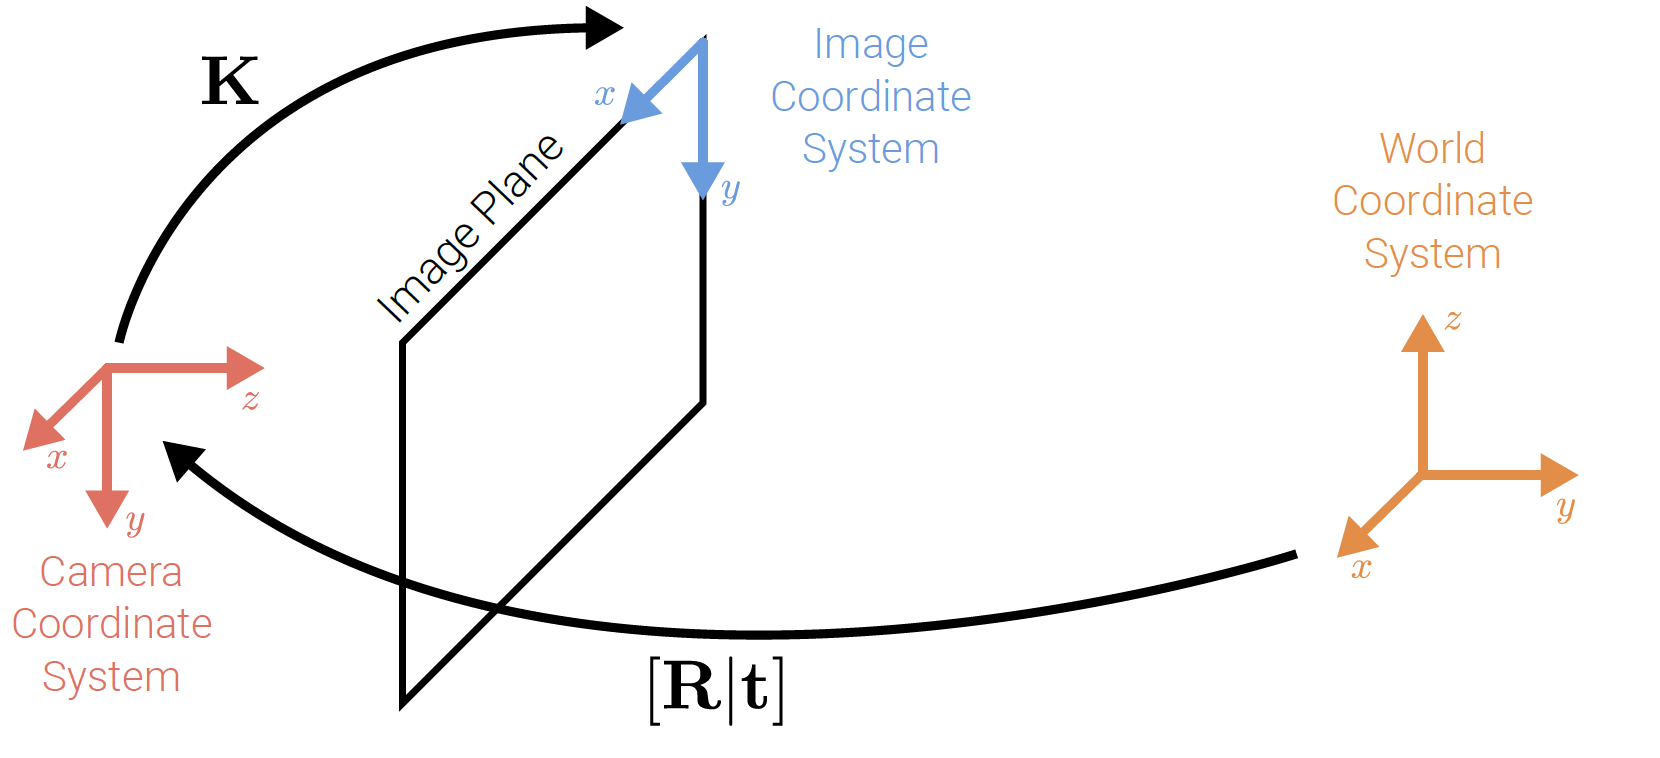 K
Image Plane
x
y
Image
Coordinate
System
World
Coordinate
System
z
y
x
z
x
y
Camera
Coordinate
System
[R|t]